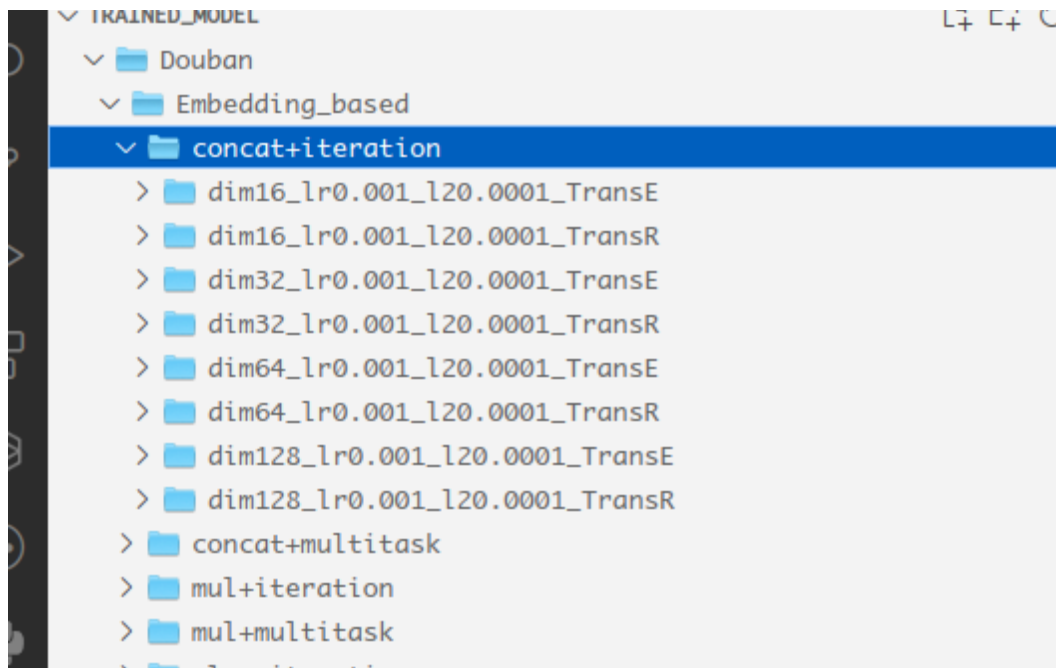 TRAINED_MODEL
Douban
Embedding_based
concat+iteration
dim16_lr0.001_l20.0001_TransE
dim16_lr0.001_l20.0001_TransR
dim32_lr0.001_l20.0001_TransE
dim32_lr0.001_l20.0001_TransR
dim64_lr0.001_l20.0001_TransE
dim64_lr0.001_l20.0001_TransR
dim128_lr0.001_l20.0001_TransE
dim128_lr0.001_l20.0001_TransR
concat+multitask
mul+iteration
mul+multitask